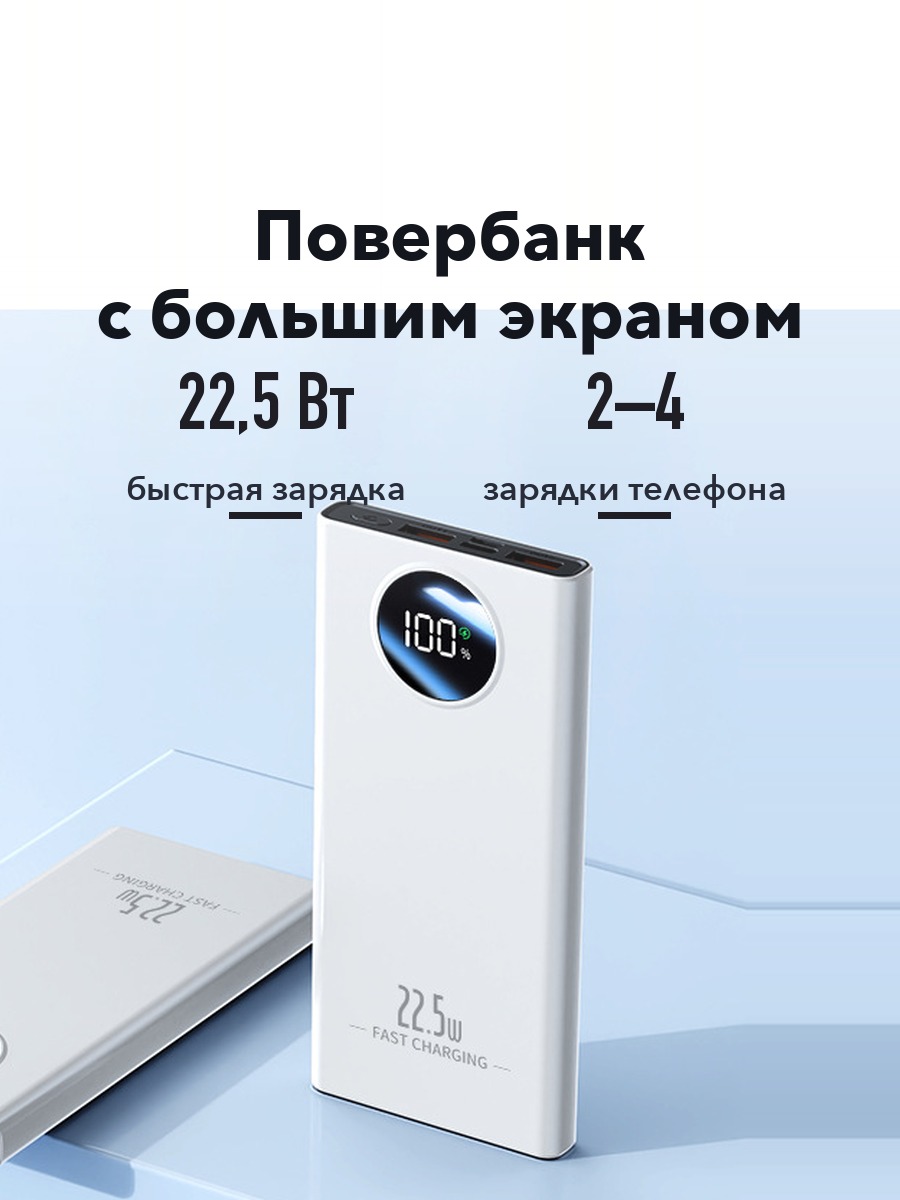 Повербанк
с большим экраном
22,5 Вт
2–4
быстрая зарядка
зарядки телефона
100 %
22.5W
FAST CHARGING
22.5W
FAST CHARGING